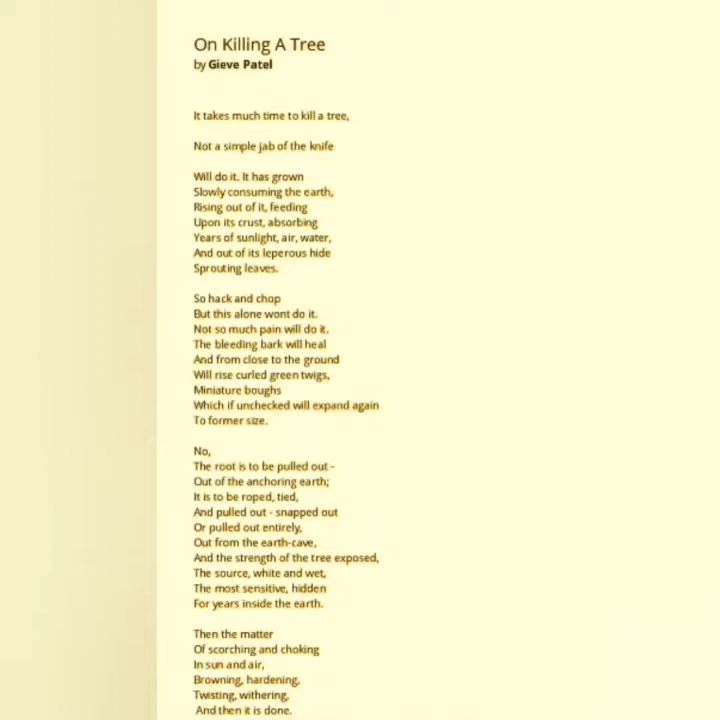 On Killing A Tree
by Gieve Patel
It takes much time to kill a tree,
Not a simple jab of the knife
Will do it. It has grown
Slowly consuming the earth,
Rising out of it, feeding
Upon its crust, absorbing
Years of sunlight, air, water,
And out of its leperous hide
Sprouting leaves.
So hack and chop
But this alone wont do it.
Not so much pain will do it.
The bleeding bark will heal
And from close to the ground
Will rise curled green twigs,
Miniature boughs
Which if unchecked will expand again
To former size.
No,
The root is to be pulled out -
Out of the anchoring earth;
It is to be roped, tied,
And pulled out - snapped out
Or pulled out entirely,
Out from the earth-cave,
And the strength of the tree exposed,
The source, white and wet,
The most sensitive, hidden
For years inside the earth.
Then the matter
Of scorching and choking
In sun and air,
Browning, hardening,
Twisting, withering,
And then it is done.